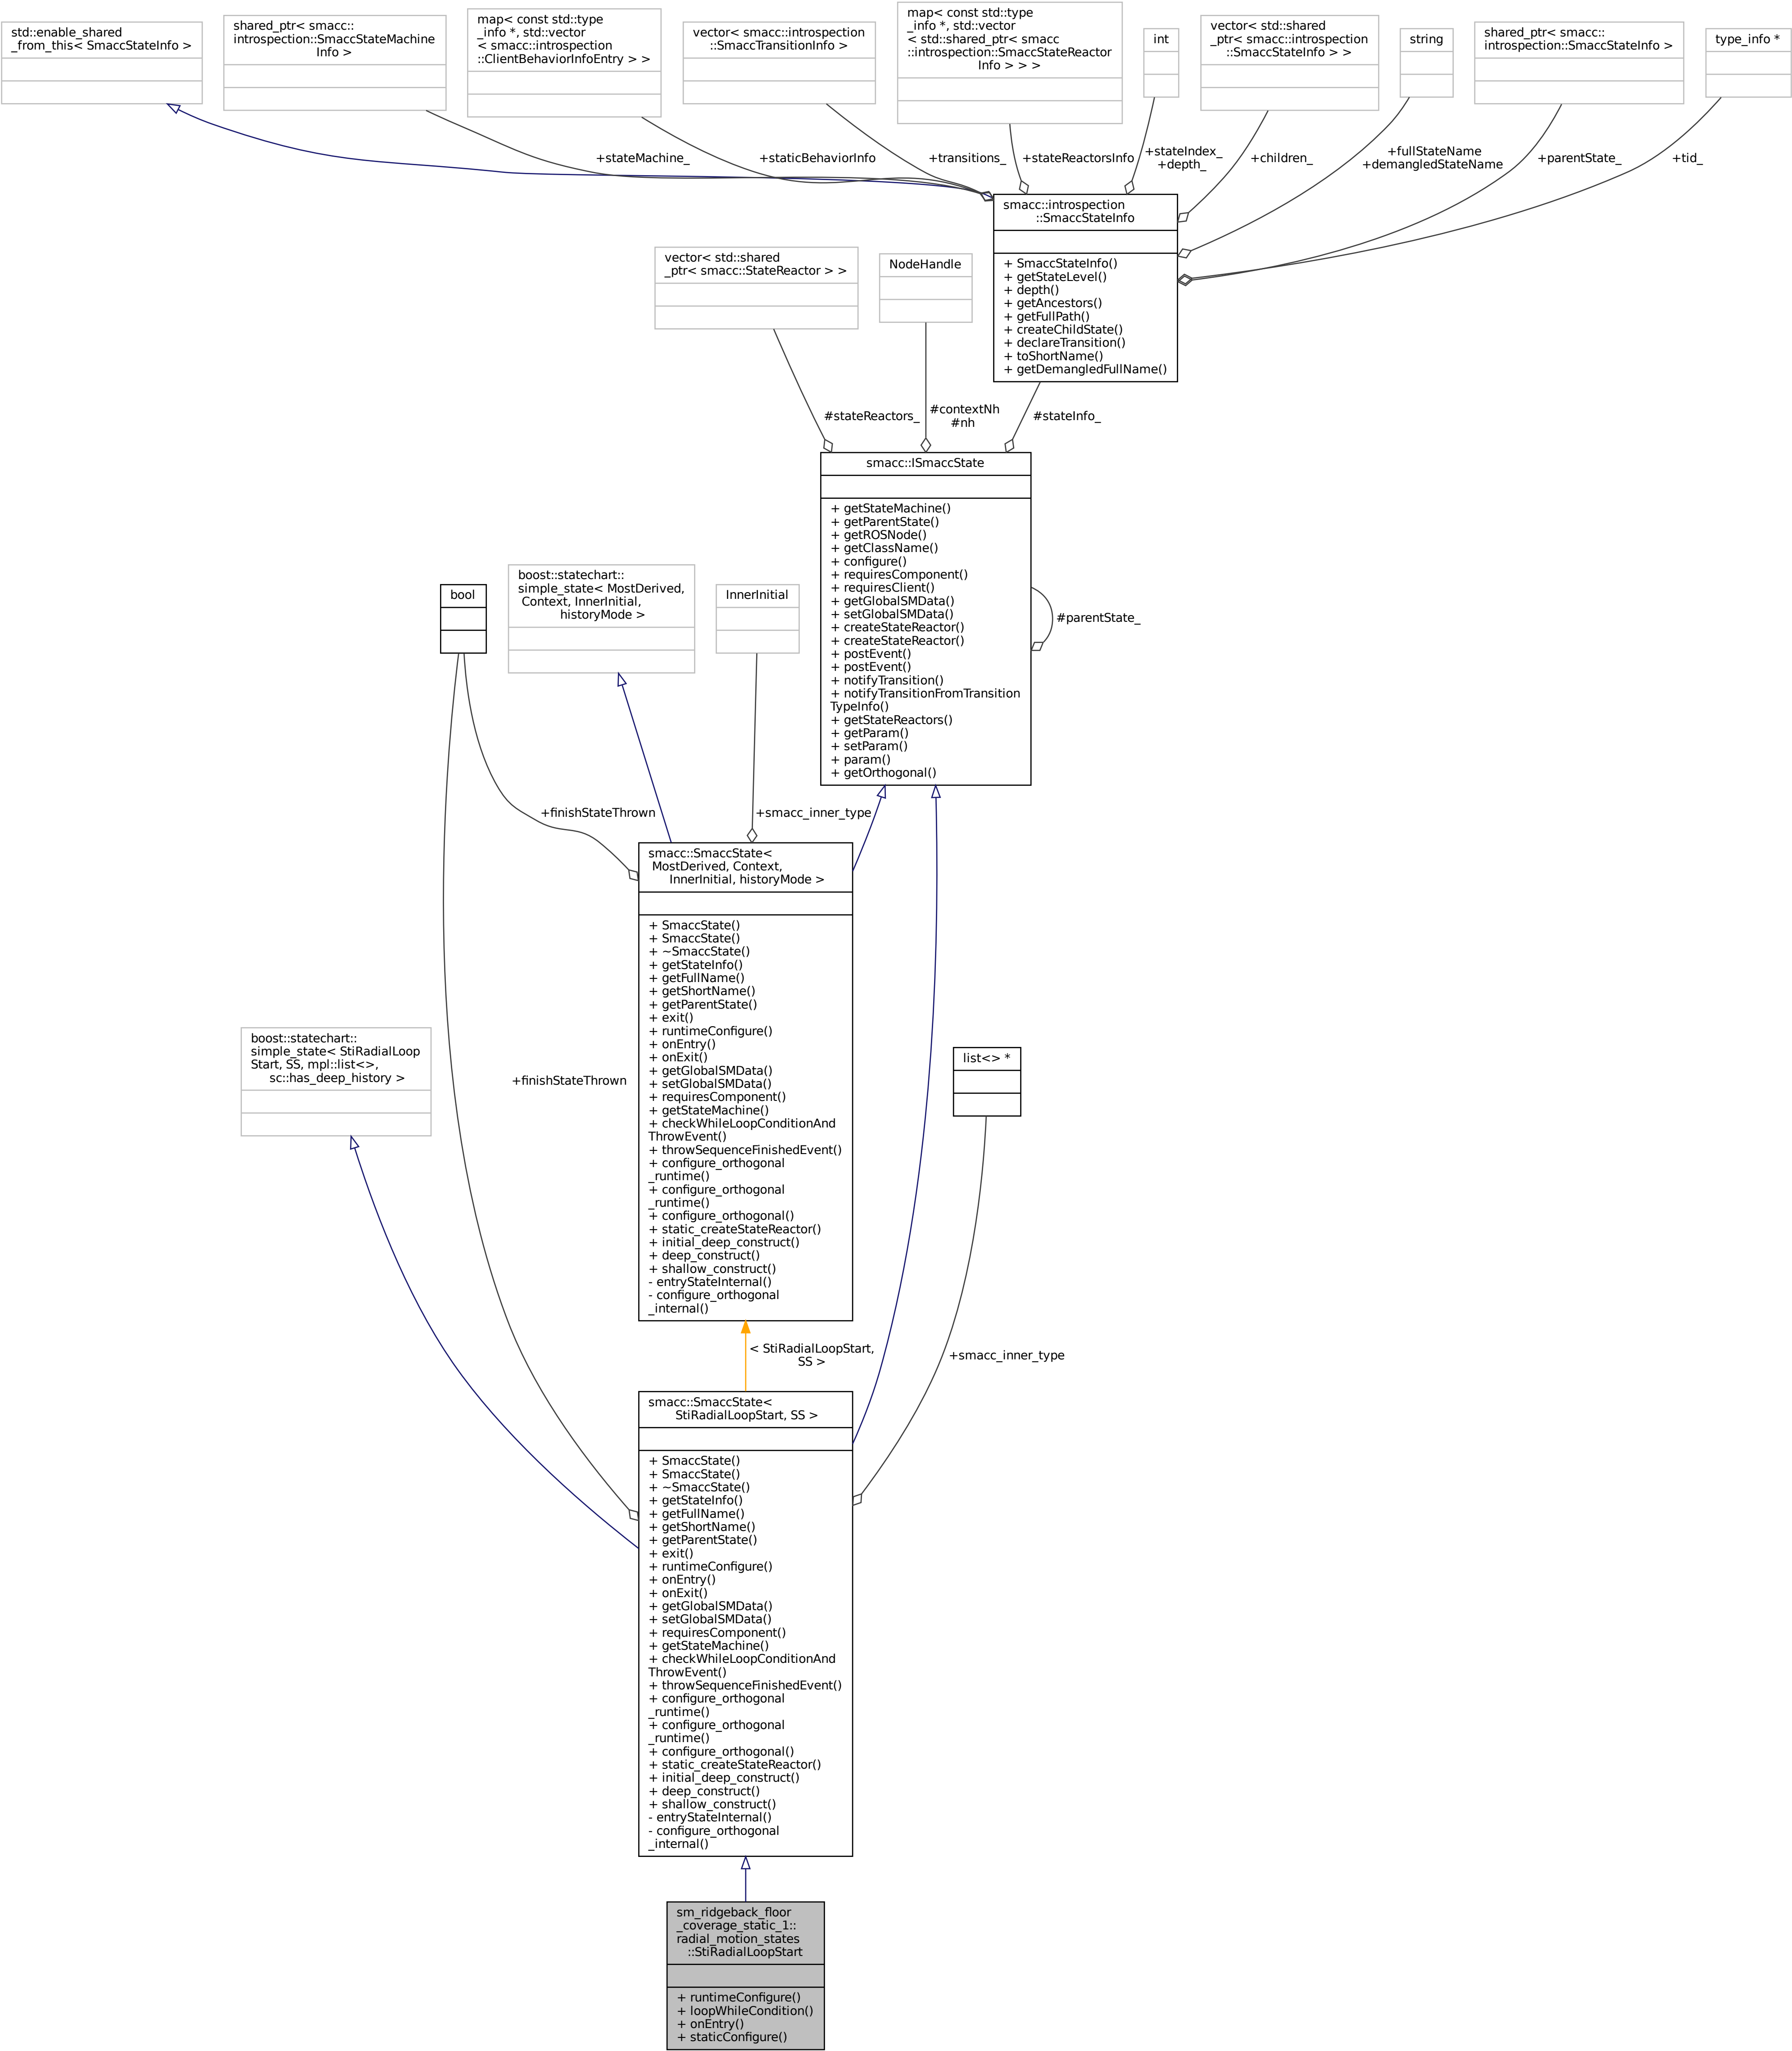 std::enable_shared
_from_this< SmaccStateInfo >
shared_ptr< smacc::
introspection::SmaccStateMachine
Info >
map< const std::type
_info *, std::vector
< smacc::introspection
::ClientBehaviorInfoEntry > >
vector< smacc::introspection
::SmaccTransitionInfo >
map< const std::type
_info *, std::vector
< std::shared_ptr< smacc
::introspection::SmaccStateReactor
Info > > >
int
vector< std::shared
_ptr< smacc::introspection
::SmaccStateInfo > >
string
shared_ptr< smacc::
introspection::SmaccStateInfo >
type_info *
+stateMachine_
+staticBehaviorInfo
+transitions_
+stateReactorsInfo
+stateIndex_
+depth_
+children_
+fullStateName
+demangledStateName
+parentState_
+tid_
smacc::introspection
::SmaccStateInfo
+ SmaccStateInfo()
+ getStateLevel()
+ depth()
+ getAncestors()
+ getFullPath()
+ createChildState()
+ declareTransition()
+ toShortName()
+ getDemangledFullName()
vector< std::shared
_ptr< smacc::StateReactor > >
NodeHandle
#stateReactors_
#contextNh
#nh
#stateInfo_
smacc::ISmaccState
+ getStateMachine()
+ getParentState()
+ getROSNode()
+ getClassName()
+ configure()
+ requiresComponent()
+ requiresClient()
+ getGlobalSMData()
+ setGlobalSMData()
+ createStateReactor()
+ createStateReactor()
+ postEvent()
+ postEvent()
+ notifyTransition()
+ notifyTransitionFromTransition
TypeInfo()
+ getStateReactors()
+ getParam()
+ setParam()
+ param()
+ getOrthogonal()
#parentState_
bool
boost::statechart::
simple_state< MostDerived,
Context, InnerInitial,
historyMode >
InnerInitial
+finishStateThrown
+smacc_inner_type
smacc::SmaccState<
MostDerived, Context,
InnerInitial, historyMode >
+ SmaccState()
+ SmaccState()
+ ~SmaccState()
+ getStateInfo()
+ getFullName()
+ getShortName()
+ getParentState()
+ exit()
+ runtimeConfigure()
+ onEntry()
+ onExit()
+ getGlobalSMData()
+ setGlobalSMData()
+ requiresComponent()
+ getStateMachine()
+ checkWhileLoopConditionAnd
ThrowEvent()
+ throwSequenceFinishedEvent()
+ configure_orthogonal
_runtime()
+ configure_orthogonal
_runtime()
+ configure_orthogonal()
+ static_createStateReactor()
+ initial_deep_construct()
+ deep_construct()
+ shallow_construct()
- entryStateInternal()
- configure_orthogonal
_internal()
boost::statechart::
simple_state< StiRadialLoop
Start, SS, mpl::list<>,
sc::has_deep_history >
+finishStateThrown
list<> *
< StiRadialLoopStart,
SS >
+smacc_inner_type
smacc::SmaccState<
StiRadialLoopStart, SS >
+ SmaccState()
+ SmaccState()
+ ~SmaccState()
+ getStateInfo()
+ getFullName()
+ getShortName()
+ getParentState()
+ exit()
+ runtimeConfigure()
+ onEntry()
+ onExit()
+ getGlobalSMData()
+ setGlobalSMData()
+ requiresComponent()
+ getStateMachine()
+ checkWhileLoopConditionAnd
ThrowEvent()
+ throwSequenceFinishedEvent()
+ configure_orthogonal
_runtime()
+ configure_orthogonal
_runtime()
+ configure_orthogonal()
+ static_createStateReactor()
+ initial_deep_construct()
+ deep_construct()
+ shallow_construct()
- entryStateInternal()
- configure_orthogonal
_internal()
sm_ridgeback_floor
_coverage_static_1::
radial_motion_states
::StiRadialLoopStart
+ runtimeConfigure()
+ loopWhileCondition()
+ onEntry()
+ staticConfigure()